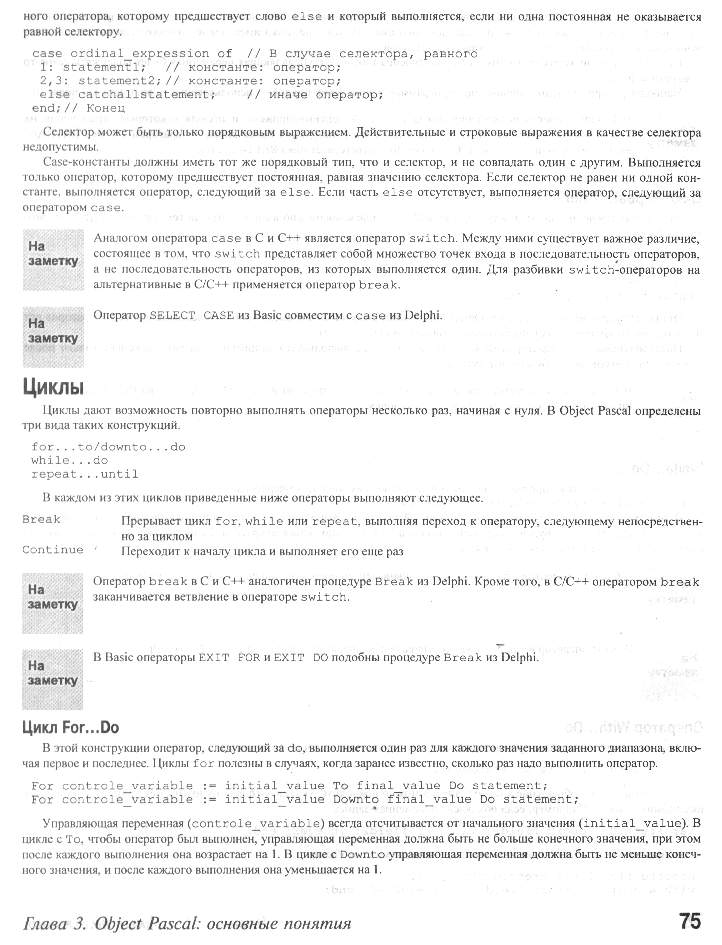 ного оператора, которому предшествует слово else и который выполняется, если ни одна постоянная не оказывается
равной селектору.
case ordinal_expression of // В случае селектора, равного
1: statement1; // константе: оператор;
2,3: statement2; // константе: оператор;
else catchallstatement; // иначе оператор;
end; // Конец
Селектор может быть только порядковым выражением. Действительные и строковые выражения в качестве селектора
недопустимы.
Case-константы должны иметь тот же порядковый тип, что и селектор, и не совпадать один с другим. Выполняется
только оператор, которому предшествует постоянная, равная значению селектора. Если селектор не равен ни одной кон-
станте, выполняется оператор, следующий за else. Если часть else отсутствует, выполняется оператор, следующий за
оператором case.
На
заметку
Аналогом оператора case в C и C++ является оператор switch. Между ними существует важное различие,
состоящее в том, что switch представляет собой множество точек входа в последовательность операторов,
а не последовательность операторов, из которых выполняется один. Для разбивки switch-операторов на
альтернативные в C/C++ применяется оператор break.
На
заметку
Оператор SELECT CASE из Basic совместим с case из Delphi.
Циклы
Циклы дают возможность повторно выполнять операторы несколько раз, начиная с нуля. В Object Pascal определены
три вида таких конструкций.
for...to/downto...do
while...do
repeat...until
В каждом из этих циклов приведенные ниже операторы выполняют следующее.
Break Прерывает цикл for, while или repeat, выполняя переход к оператору, следующему непосредствен-
но за циклом
Continue Переходит к началу цикла и выполняет его еще раз
На
заметку
Оператор break в C и C++ аналогичен процедуре Break из Delphi. Кроме того, в C/C++ оператором break
заканчивается ветвление в операторе switch.
На
заметку
В Basic операторы EXIT FOR и EXIT DO подобны процедуре Break из Delphi.
Цикл For...Do
В этой конструкции оператор, следующий за do, выполняется один раз для каждого значения заданного диапазона, вклю-
чая первое и последнее. Циклы for полезны в случаях, когда заранее известно, сколько раз надо выполнить оператор.
For controle_variable := initial_value To final_value Do statement;
For controle_variable := initial_value Downto final_value Do statement;
Управляющая переменная (controle_variable) всегда отсчитывается от начального значения (initial_value). В
цикле с To, чтобы оператор был выполнен, управляющая переменная должна быть не больше конечного значения, при этом
после каждого выполнения она возрастает на 1. В цикле с Downto управляющая переменная должна быть не меньше конеч-
ного значения, и после каждого выполнения она уменьшается на 1.
Глава 3. Object Pascal: основные понятия 75